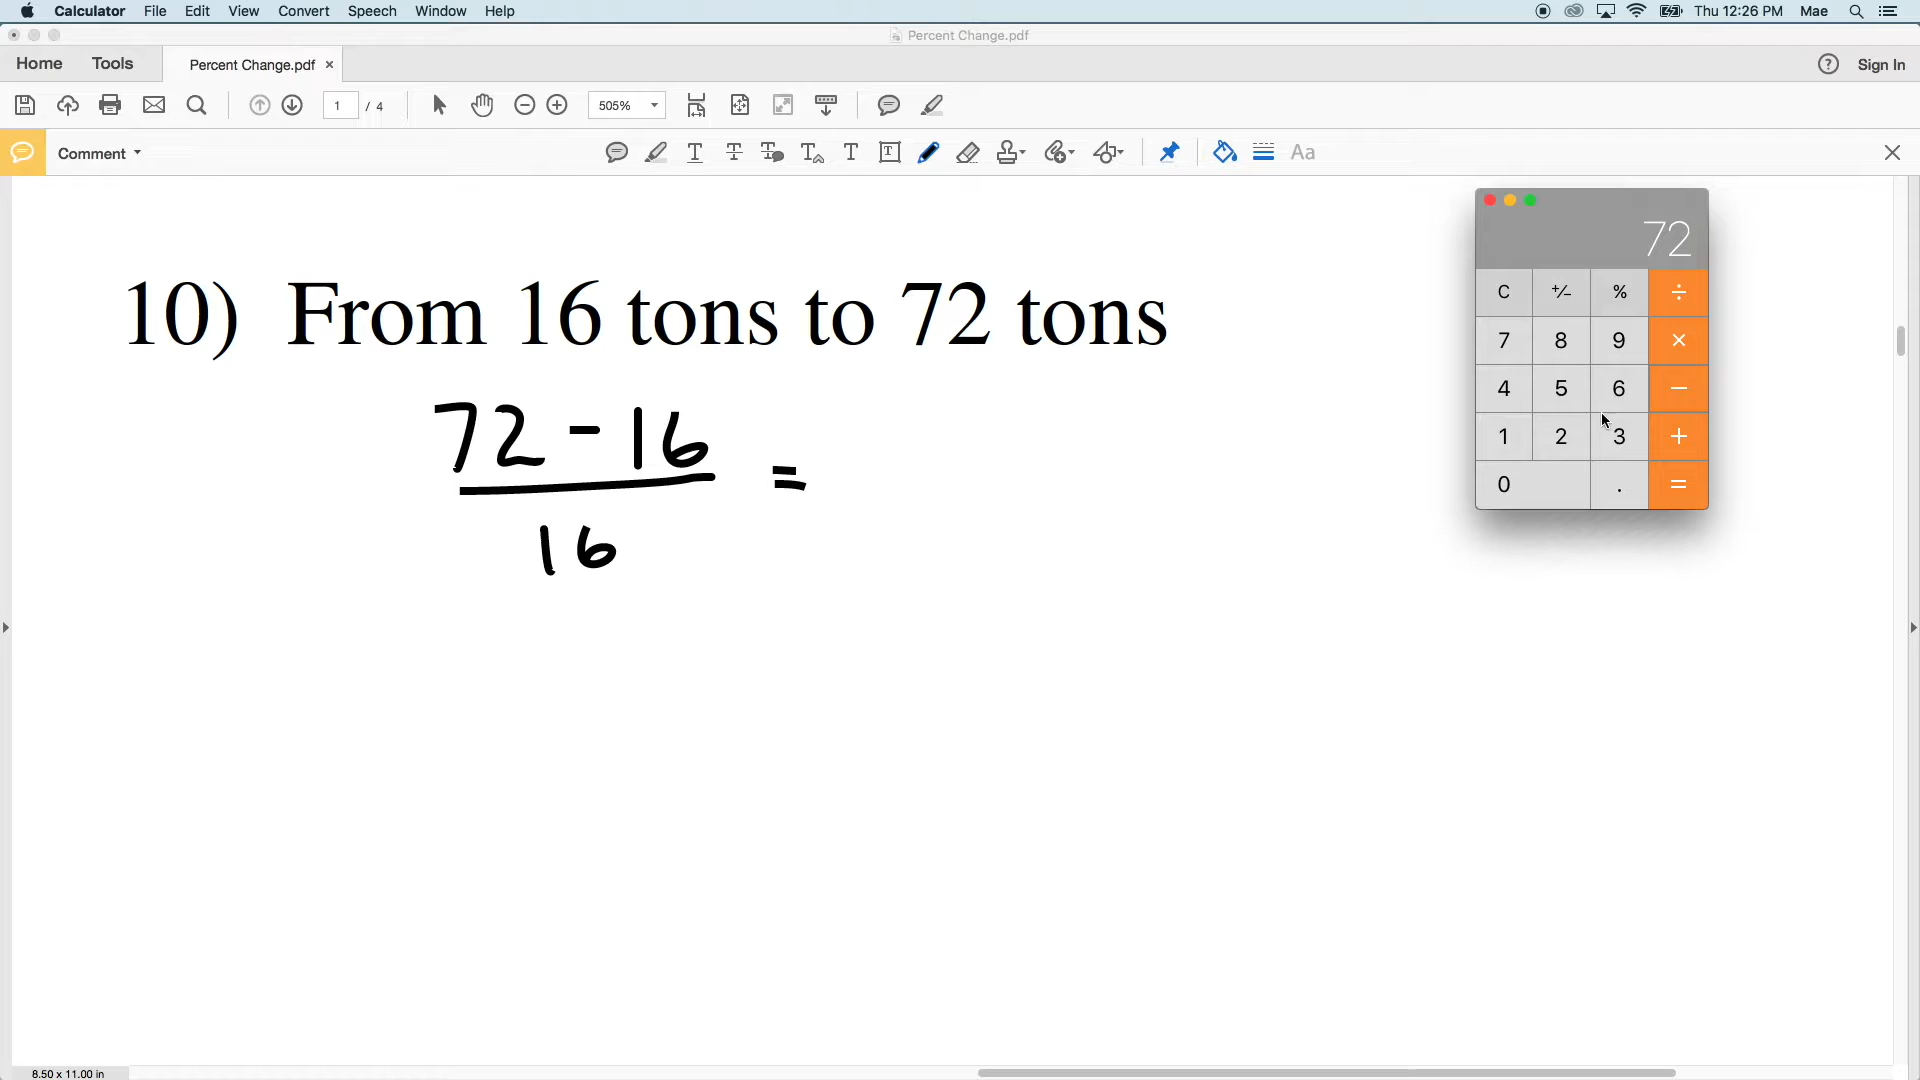 Calculator File Edit View Convert Speech Window Help Thu 12:26 PM Mae
Percent Change.pdf
Home Tools Percent Change.pdf × ? Sign In
1 / 4 505%
Comment T T T T T T Aa
72
10) From 16 tons to 72 tons
C +/− % ÷
7 8 9 ×
4 5 6 −
1 2 3 +
0 . =
72 - 16 =
16
8.50 x 11.00 in